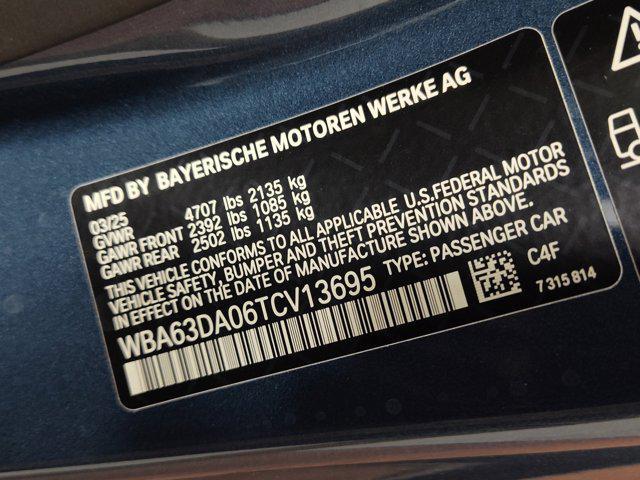 MFD BY BAYERISCHE MOTOREN WERKE AG
03/25
GVWR 4707 lbs 2135 kg
GAWR FRONT 2392 lbs 1085 kg
GAWR REAR 2502 lbs 1135 kg
THIS VEHICLE CONFORMS TO ALL APPLICABLE U.S.FEDERAL MOTOR
VEHICLE SAFETY, BUMPER AND THEFT PREVENTION STANDARDS
IN EFFECT ON THE DATE OF MANUFACTURE SHOWN ABOVE.
WBA63DA06TCV13695 TYPE: PASSENGER CAR
C4F
7 315 814